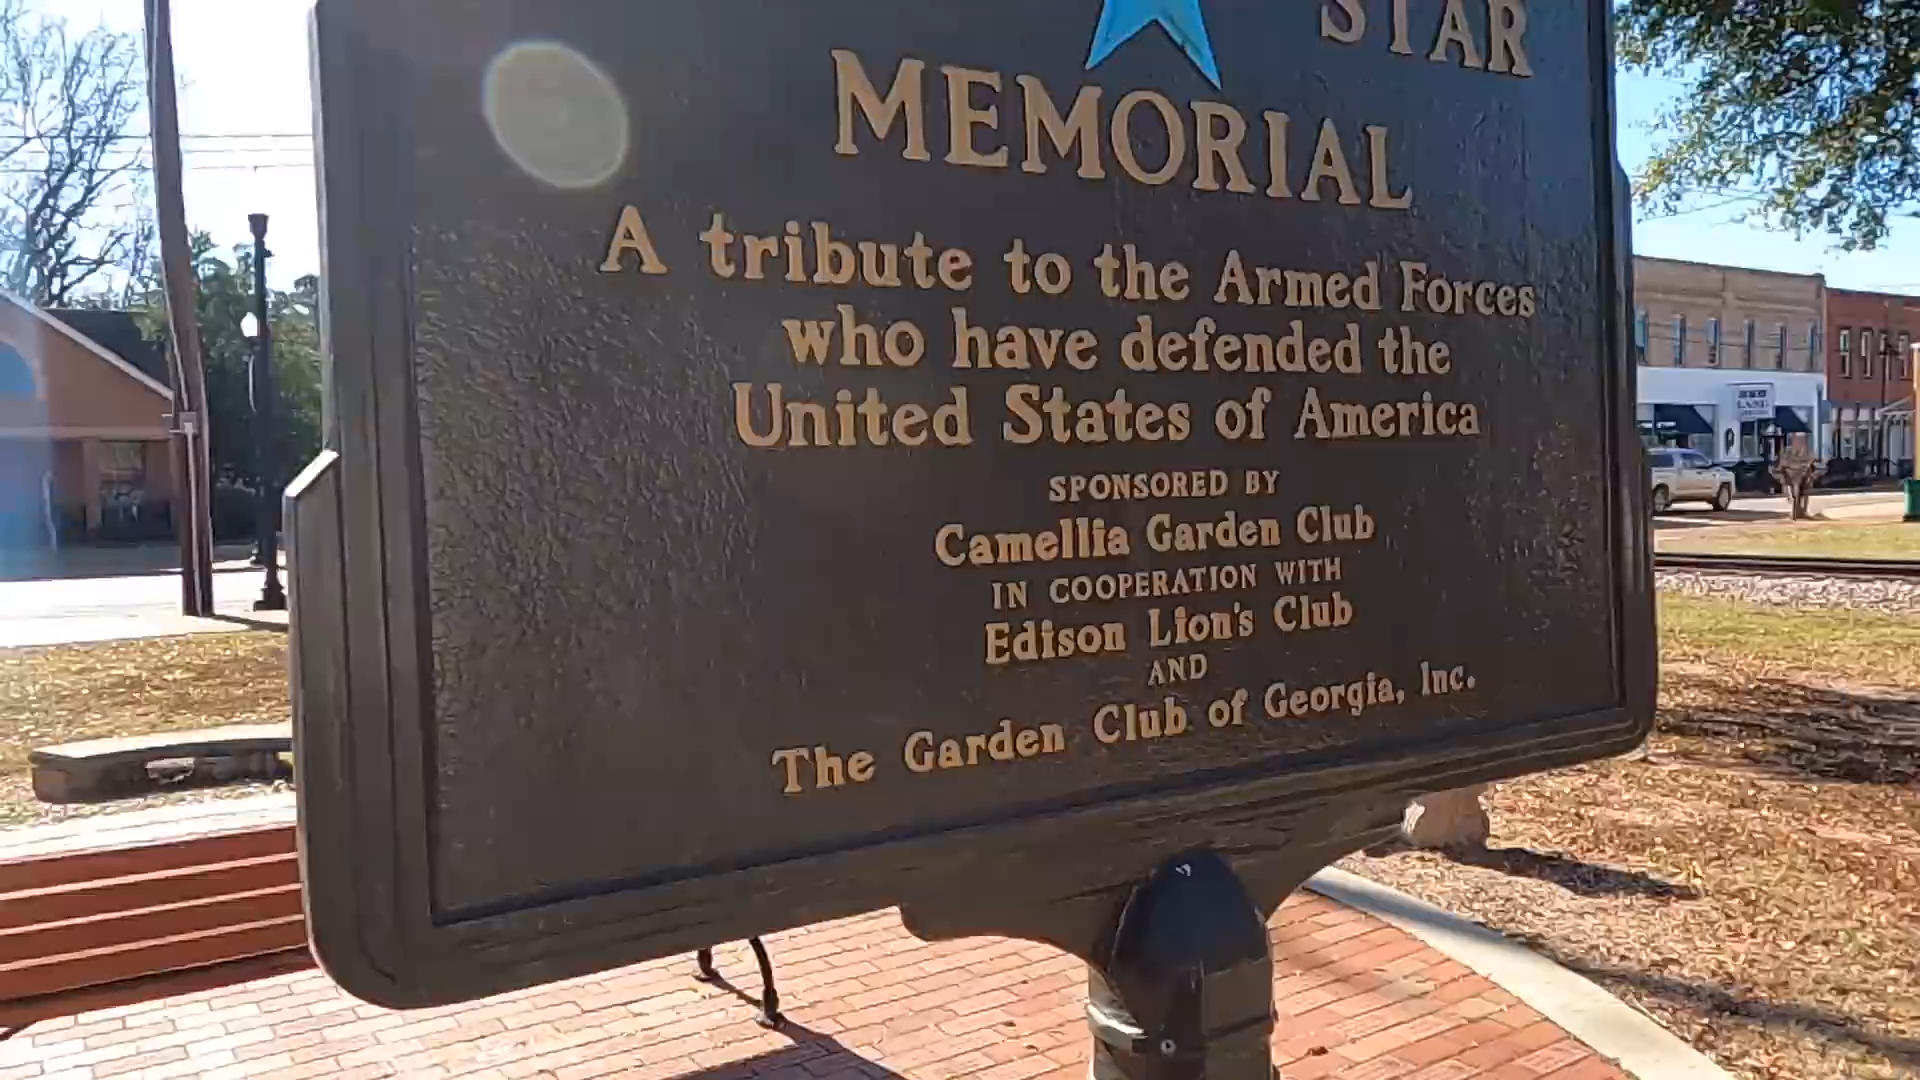 STAR
MEMORIAL
A tribute to the Armed Forces
who have defended the
United States of America
SPONSORED BY
Camellia Garden Club
IN COOPERATION WITH
Edison Lion's Club
AND
The Garden Club of Georgia, Inc.